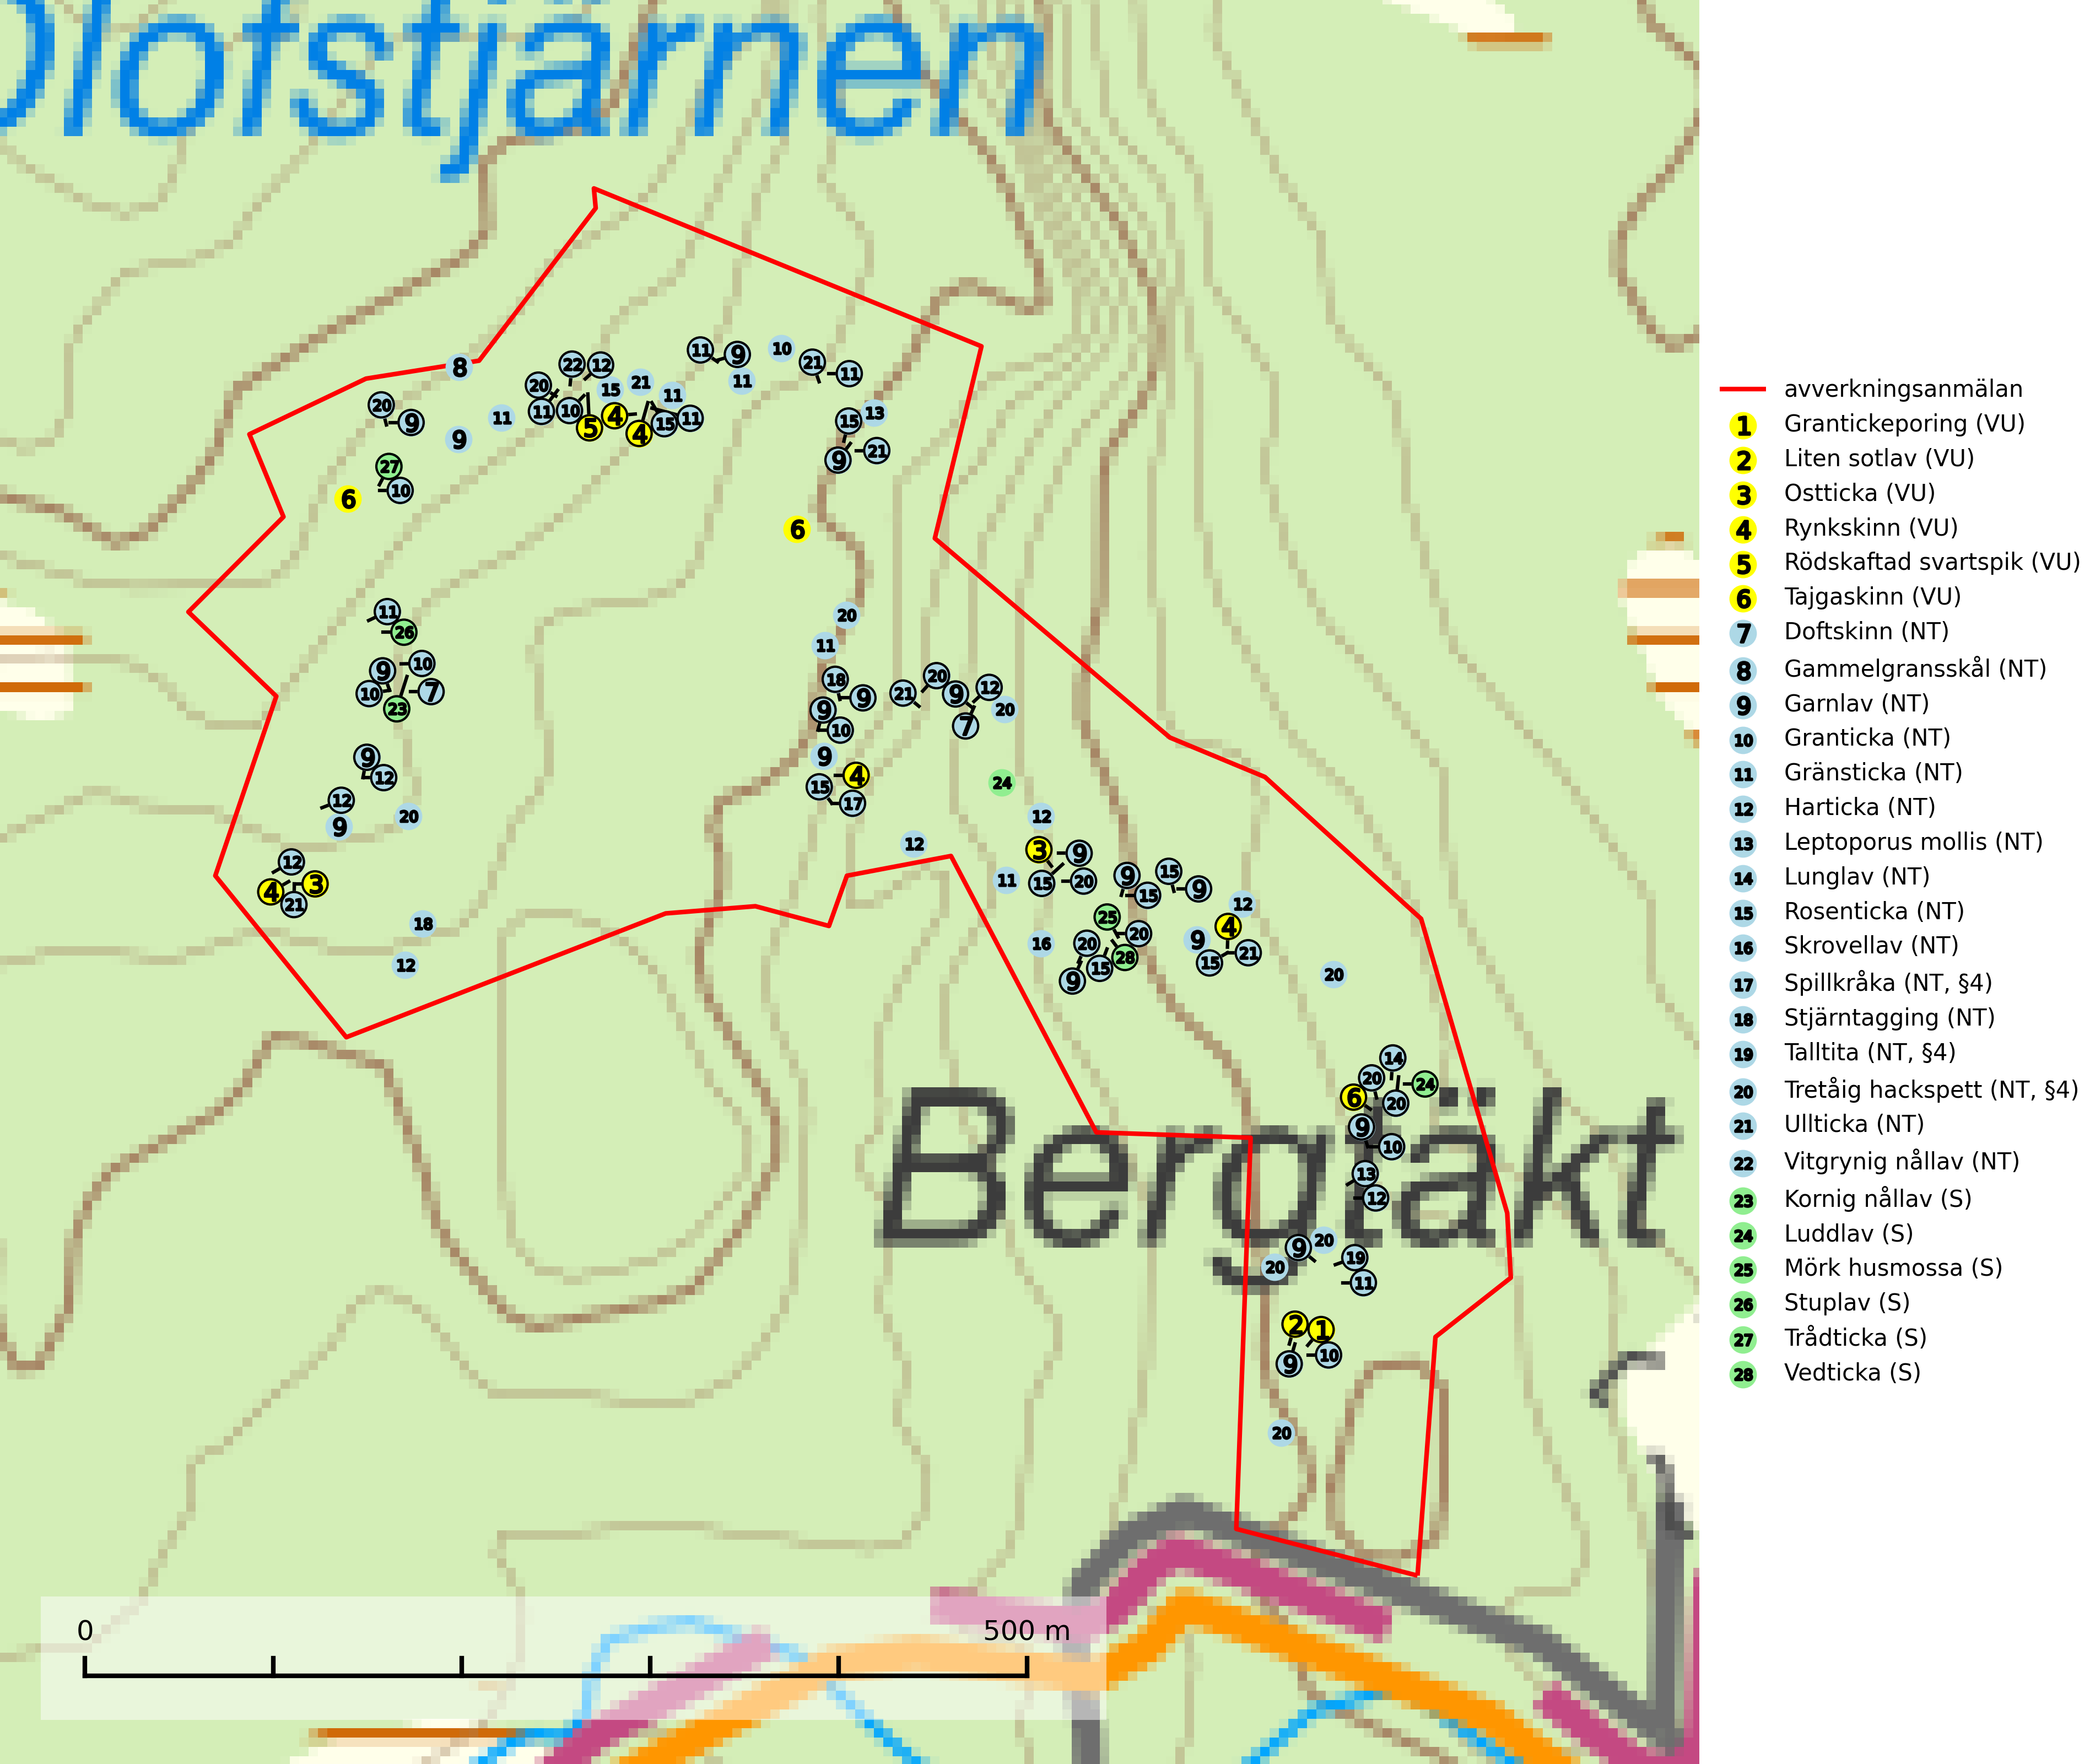 Olofstjärnen
avverkningsanmälan
1 Grantickeporing (VU)
2 Liten sotlav (VU)
3 Ostticka (VU)
4 Rynkskinn (VU)
5 Rödskaftad svartspik (VU)
6 Tajgaskinn (VU)
7 Doftskinn (NT)
8 Gammelgransskål (NT)
9 Garnlav (NT)
10 Granticka (NT)
11 Gränsticka (NT)
12 Harticka (NT)
13 Leptoporus mollis (NT)
14 Lunglav (NT)
15 Rosenticka (NT)
16 Skrovellav (NT)
17 Spillkråka (NT, §4)
18 Stjärntagging (NT)
19 Talltita (NT, §4)
20 Tretåig hackspett (NT, §4)
21 Ullticka (NT)
22 Vitgrynig nållav (NT)
23 Kornig nållav (S)
24 Luddlav (S)
25 Mörk husmossa (S)
26 Stuplav (S)
27 Trådticka (S)
28 Vedticka (S)
0 500 m